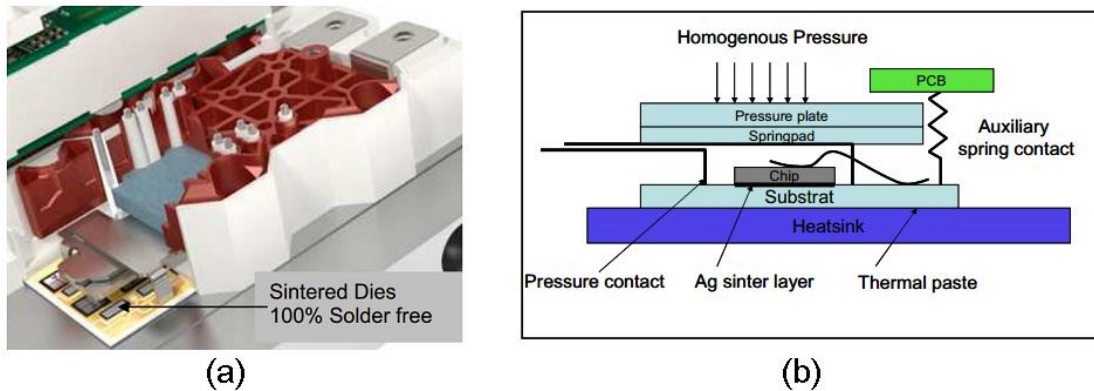 Sintered Dies
100% Solder free
(a)
Homogenous Pressure
PCB
Pressure plate
Springpad
Auxiliary
spring contact
Chip
Substrat
Heatsink
Pressure contact
Ag sinter layer
Thermal paste
(b)